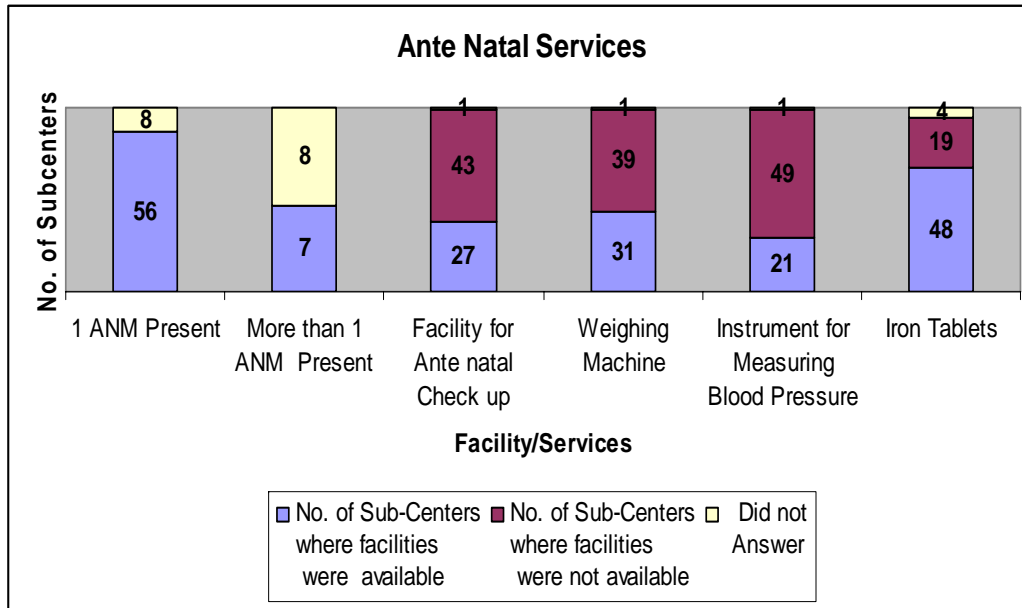 Ante Natal Services
No. of Subcenters
8
56
8
7
1
43
27
1
39
31
1
49
21
4
19
48
1 ANM Present
More than 1
ANM Present
Facility for
Ante natal
Check up
Weighing
Machine
Instrument for
Measuring
Blood Pressure
Iron Tablets
Facility/Services
No. of Sub-Centers
where facilities
were available
No. of Sub-Centers
where facilities
were not available
Did not
Answer